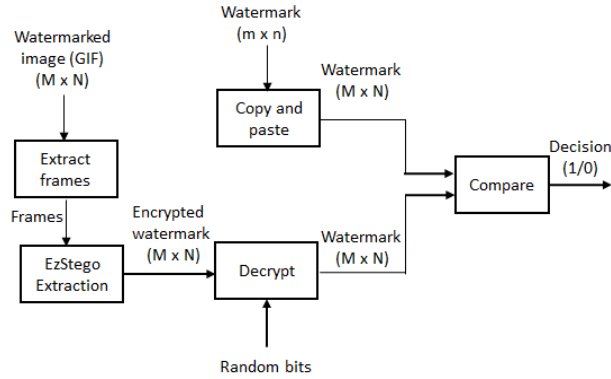 Watermark
(m x n)
Watermarked
image (GIF)
(M x N)
Watermark
(M x N)
Copy and
paste
Extract
frames
Decision
(1/0)
Compare
Frames
Encrypted
watermark
(M x N)
Watermark
(M x N)
EzStego
Extraction
Decrypt
Random bits